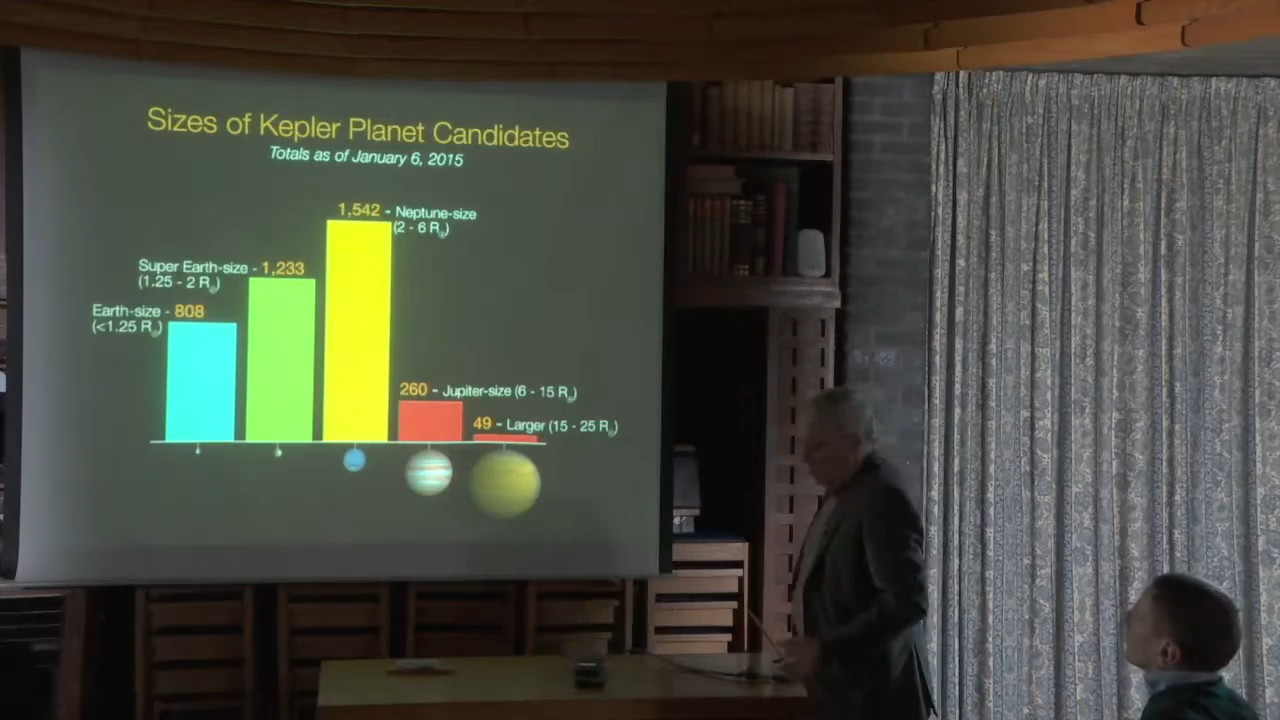 Sizes of Kepler Planet Candidates
Totals as of January 6, 2015
1,542 - Neptune-size
(2 - 6 R⊕)
Super Earth-size - 1,233
(1.25 - 2 R⊕)
Earth-size - 808
(<1.25 R⊕)
260 - Jupiter-size (6 - 15 R⊕)
49 - Larger (15 - 25 R⊕)